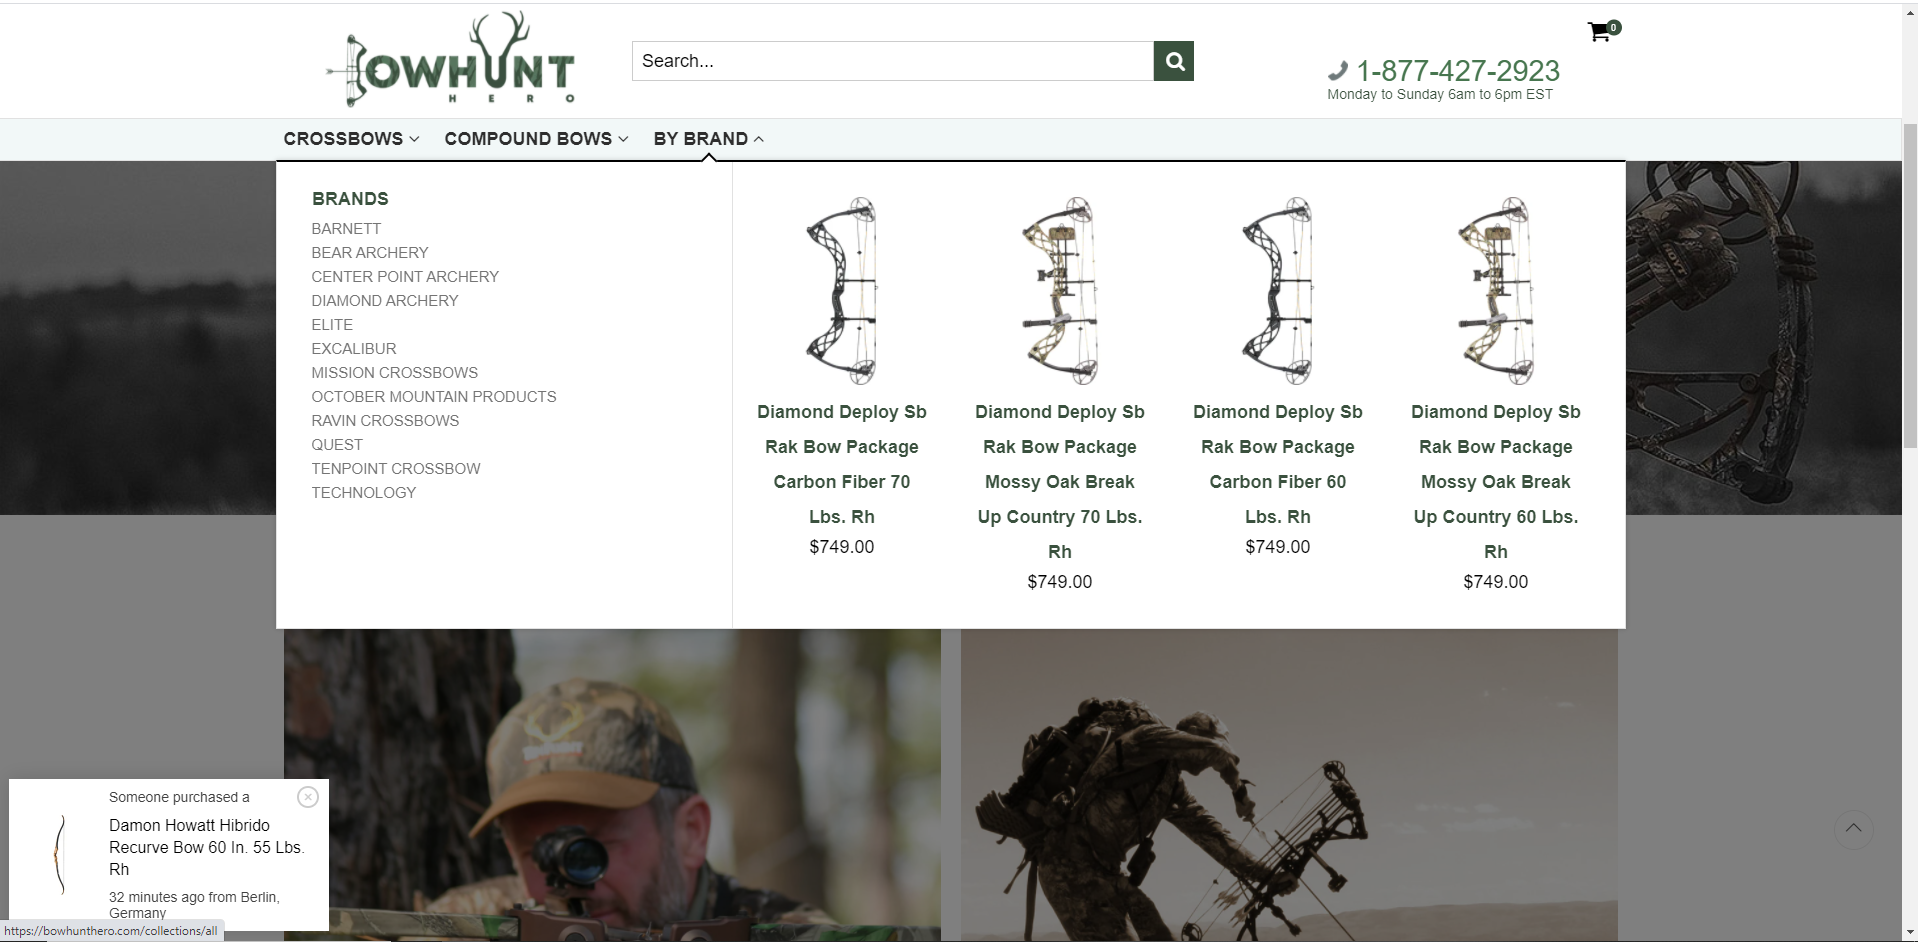 BOWHUNT
HERO
Search...
0
1-877-427-2923
Monday to Sunday 6am to 6pm EST
CROSSBOWS
COMPOUND BOWS
BY BRAND
BRANDS
BARNETT
BEAR ARCHERY
CENTER POINT ARCHERY
DIAMOND ARCHERY
ELITE
EXCALIBUR
MISSION CROSSBOWS
OCTOBER MOUNTAIN PRODUCTS
RAVIN CROSSBOWS
QUEST
TENPOINT CROSSBOW
TECHNOLOGY
Diamond Deploy Sb
Rak Bow Package
Carbon Fiber 70
Lbs. Rh
$749.00
Diamond Deploy Sb
Rak Bow Package
Mossy Oak Break
Up Country 70 Lbs.
Rh
$749.00
Diamond Deploy Sb
Rak Bow Package
Carbon Fiber 60
Lbs. Rh
$749.00
Diamond Deploy Sb
Rak Bow Package
Mossy Oak Break
Up Country 60 Lbs.
Rh
$749.00
HOYT
Someone purchased a
Damon Howatt Hibrido
Recurve Bow 60 In. 55 Lbs.
Rh
32 minutes ago from Berlin,
Germany
https://bowhunthero.com/collections/all